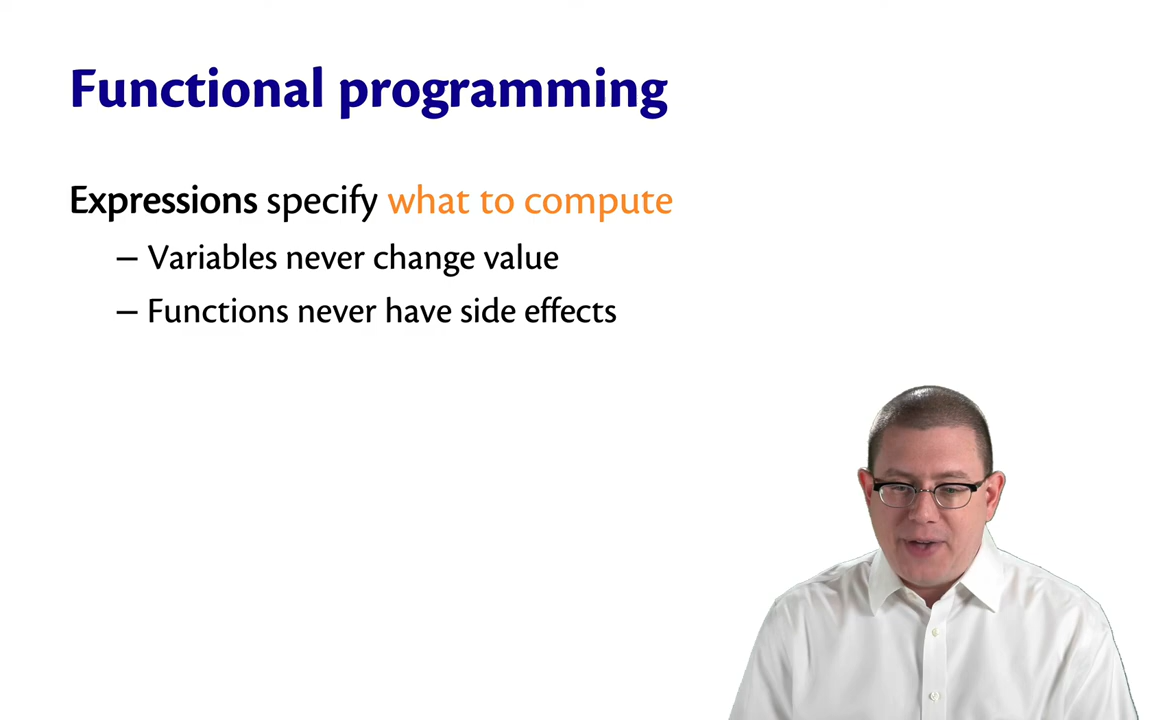 Functional programming
Expressions specify what to compute
– Variables never change value
– Functions never have side effects